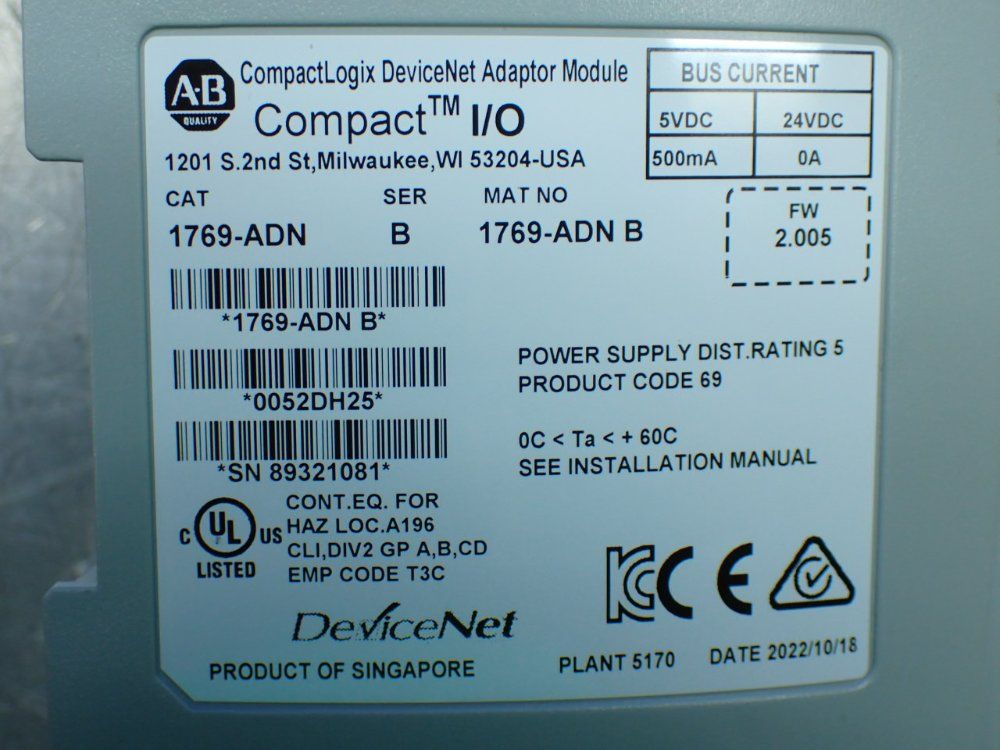 A·B
QUALITY
CompactLogix DeviceNet Adaptor Module
Compact™ I/O
1201 S.2nd St,Milwaukee,WI 53204-USA
BUS CURRENT
5VDC 24VDC
500mA 0A
CAT SER MAT NO
1769-ADN B 1769-ADN B
FW
2.005
*1769-ADN B*
*0052DH25*
*SN 89321081*
POWER SUPPLY DIST.RATING 5
PRODUCT CODE 69
0C < Ta < + 60C
SEE INSTALLATION MANUAL
C UL US
LISTED
CONT.EQ. FOR
HAZ LOC.A196
CLI,DIV2 GP A,B,CD
EMP CODE T3C
KC CE
DeviceNet
PRODUCT OF SINGAPORE
PLANT 5170
DATE 2022/10/18